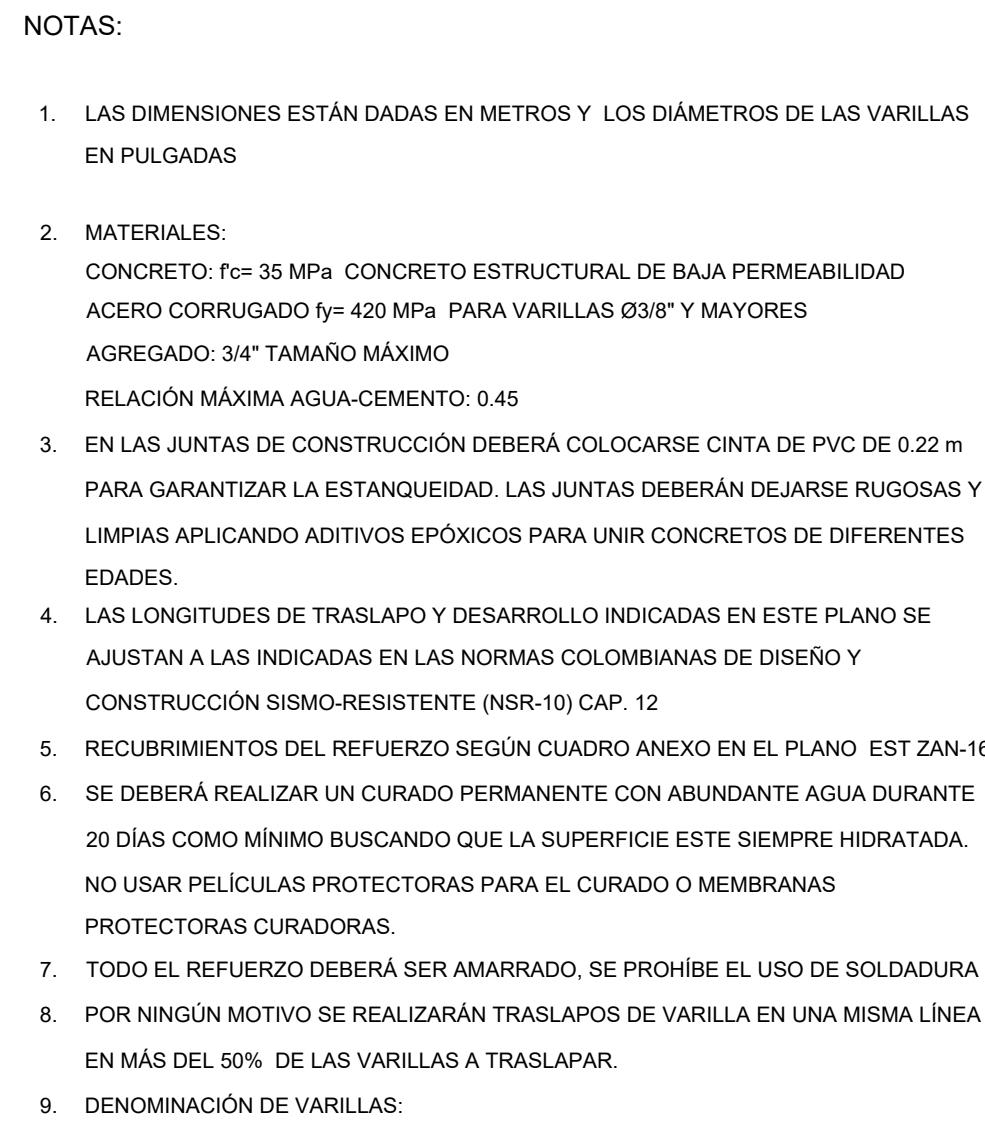 NOTAS:
1. LAS DIMENSIONES ESTÁN DADAS EN METROS Y LOS DIÁMETROS DE LAS VARILLAS
EN PULGADAS
2. MATERIALES:
CONCRETO: f'c= 35 MPa CONCRETO ESTRUCTURAL DE BAJA PERMEABILIDAD
ACERO CORRUGADO fy= 420 MPa PARA VARILLAS Ø3/8" Y MAYORES
AGREGADO: 3/4" TAMAÑO MÁXIMO
RELACIÓN MÁXIMA AGUA-CEMENTO: 0.45
3. EN LAS JUNTAS DE CONSTRUCCIÓN DEBERÁ COLOCARSE CINTA DE PVC DE 0.22 m
PARA GARANTIZAR LA ESTANQUEIDAD. LAS JUNTAS DEBERÁN DEJARSE RUGOSAS Y
LIMPIAS APLICANDO ADITIVOS EPÓXICOS PARA UNIR CONCRETOS DE DIFERENTES
EDADES.
4. LAS LONGITUDES DE TRASLAPO Y DESARROLLO INDICADAS EN ESTE PLANO SE
AJUSTAN A LAS INDICADAS EN LAS NORMAS COLOMBIANAS DE DISEÑO Y
CONSTRUCCIÓN SISMO-RESISTENTE (NSR-10) CAP. 12
5. RECUBRIMIENTOS DEL REFUERZO SEGÚN CUADRO ANEXO EN EL PLANO EST ZAN-16
6. SE DEBERÁ REALIZAR UN CURADO PERMANENTE CON ABUNDANTE AGUA DURANTE
20 DÍAS COMO MÍNIMO BUSCANDO QUE LA SUPERFICIE ESTE SIEMPRE HIDRATADA.
NO USAR PELÍCULAS PROTECTORAS PARA EL CURADO O MEMBRANAS
PROTECTORAS CURADORAS.
7. TODO EL REFUERZO DEBERÁ SER AMARRADO, SE PROHÍBE EL USO DE SOLDADURA
8. POR NINGÚN MOTIVO SE REALIZARÁN TRASLAPOS DE VARILLA EN UNA MISMA LÍNEA
EN MÁS DEL 50% DE LAS VARILLAS A TRASLAPAR.
9. DENOMINACIÓN DE VARILLAS: